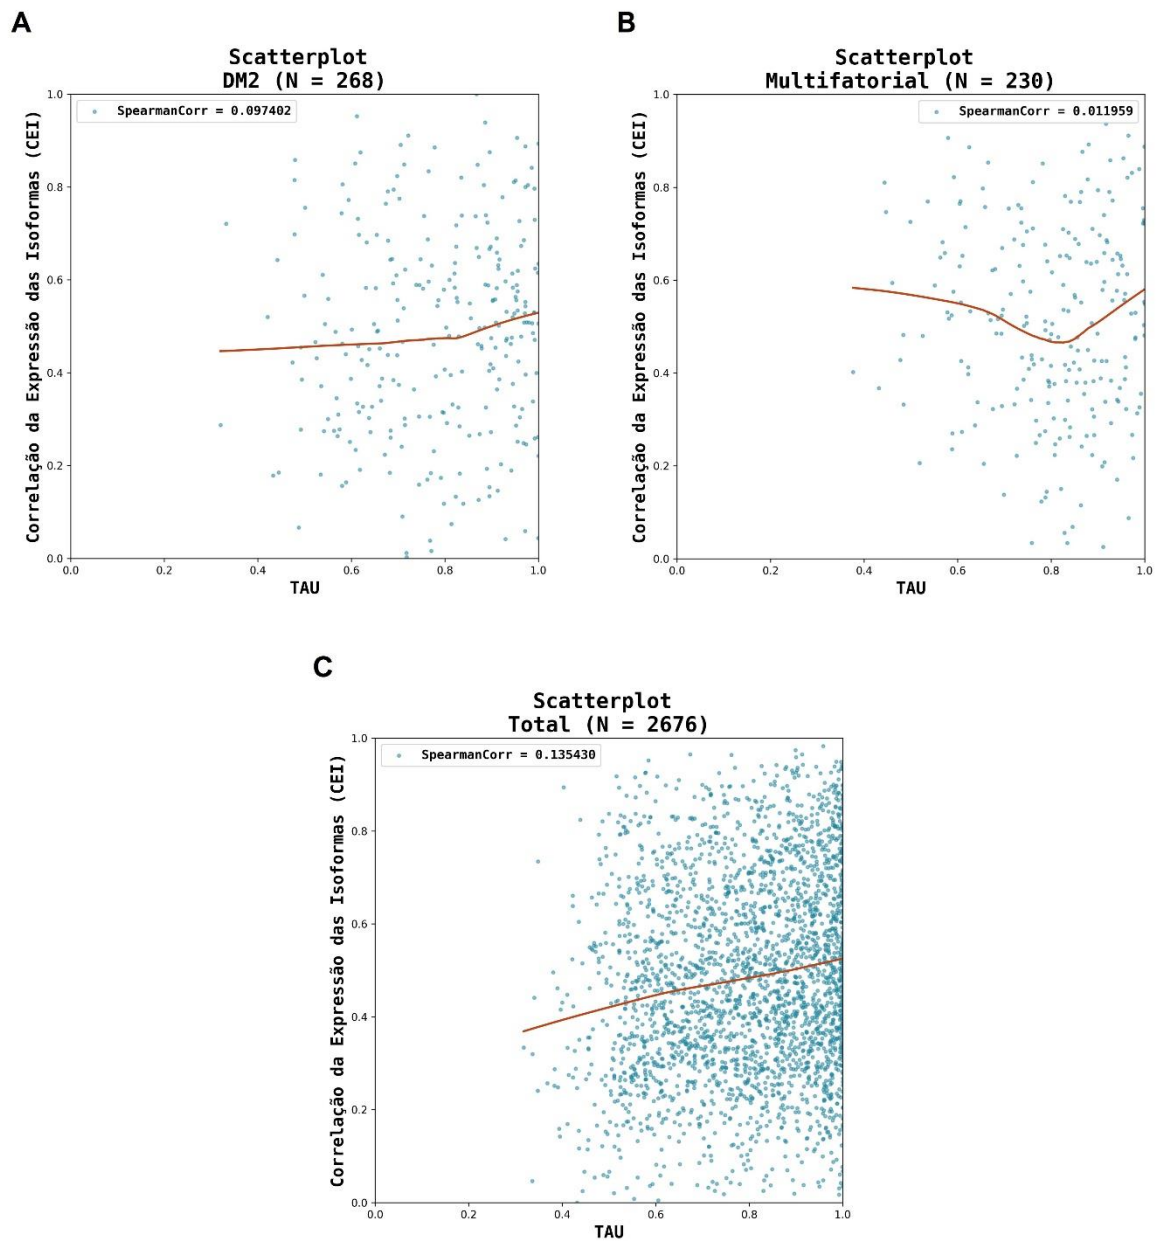 A
Scatterplot
DM2 (N = 268)
SpearmanCorr = 0.097402
Correlação da Expressão das Isoformas (CEI)
1.0
0.8
0.6
0.4
0.2
0.0
0.0 0.2 0.4 0.6 0.8 1.0
TAU
B
Scatterplot
Multifatorial (N = 230)
SpearmanCorr = 0.011959
Correlação da Expressão das Isoformas (CEI)
1.0
0.8
0.6
0.4
0.2
0.0
0.0 0.2 0.4 0.6 0.8 1.0
TAU
C
Scatterplot
Total (N = 2676)
SpearmanCorr = 0.135430
Correlação da Expressão das Isoformas (CEI)
1.0
0.8
0.6
0.4
0.2
0.0
0.0 0.2 0.4 0.6 0.8 1.0
TAU